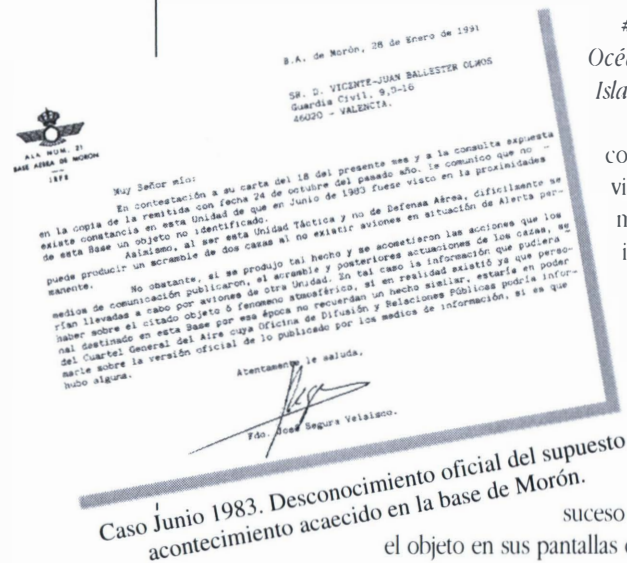 B.A. de Morón, 28 de Enero de 1991
SR. D. VICENTE-JUAN BALLESTER OLMOS
Guardia Civil, 9,D-16
46020 - VALENCIA.
ALA NUM. 21
BASE AEREA DE MORON
JEFE
Muy Señor mío:
En contestación a su carta del 18 del presente mes y a la consulta expuesta
en la copia de la remitida con fecha 24 de octubre del pasado año, le comunico que no
existe constancia en esta Unidad de que en Junio de 1983 fuese visto en la proximidades
de esta Base un objeto no identificado.
Asimismo, al ser esta Unidad Táctica y no de Defensa Aérea, difícilmente se
puede producir un scramble de dos cazas al no existir aviones en situación de Alerta per-
manente.
No obstante, si se produjo tal hecho y se acometieron las acciones que los
medios de comunicación publicaron, el scramble y posteriores actuaciones de los cazas, se
rían llevadas a cabo por aviones de otra Unidad. En tal caso la información que pudiera
haber sobre el citado objeto ó fenómeno atmosférico, si en realidad existió ya que perso-
nal destinado en esta Base por esa época no recuerdan un hecho similar, estaría en poder
del Cuartel General del Aire cuya Oficina de Difusión y Relaciones Públicas podría infor-
marle sobre la versión oficial de lo publicado por los medios de información, si es que
hubo alguna.
Atentamente le saluda,
Fdo. José Segura Velaisco.
Caso Junio 1983. Desconocimiento oficial del supuesto
acontecimiento acaecido en la base de Morón.
#
Océ
Isla
co
vi
n
i
suceso
el objeto en sus pantallas